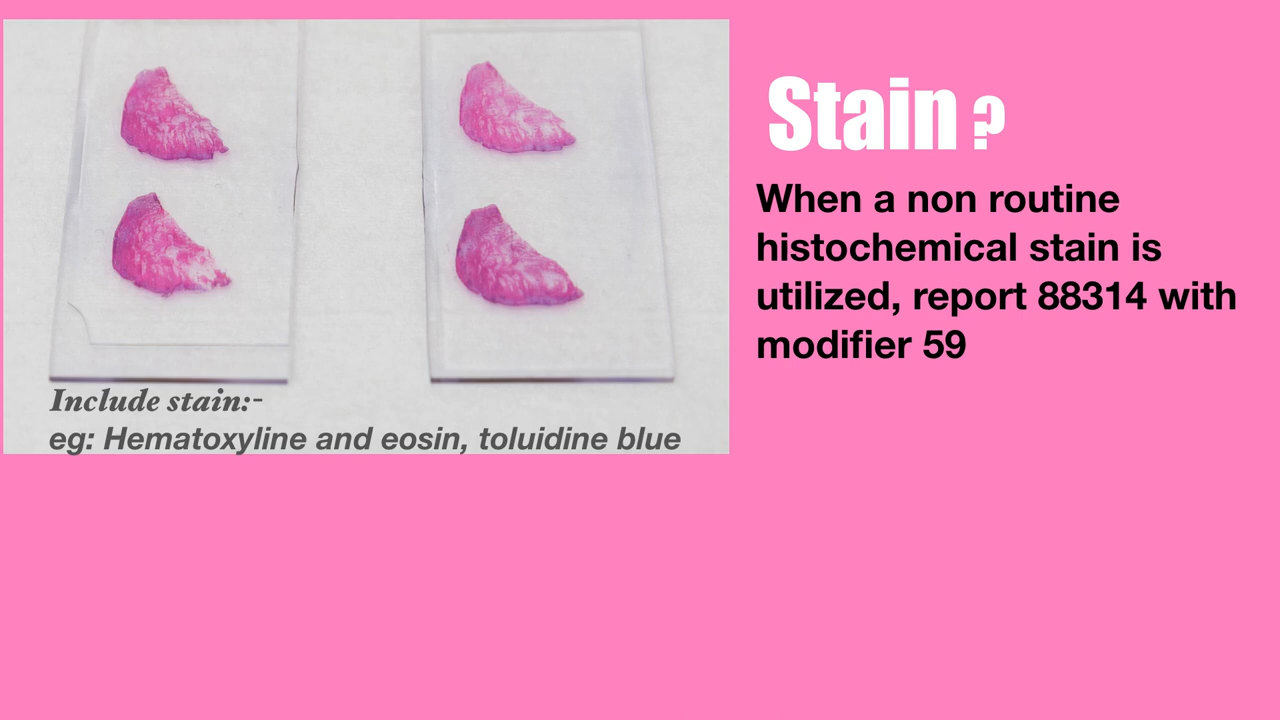 Stain ?
When a non routine
histochemical stain is
utilized, report 88314 with
modifier 59
Include stain:-
eg: Hematoxyline and eosin, toluidine blue